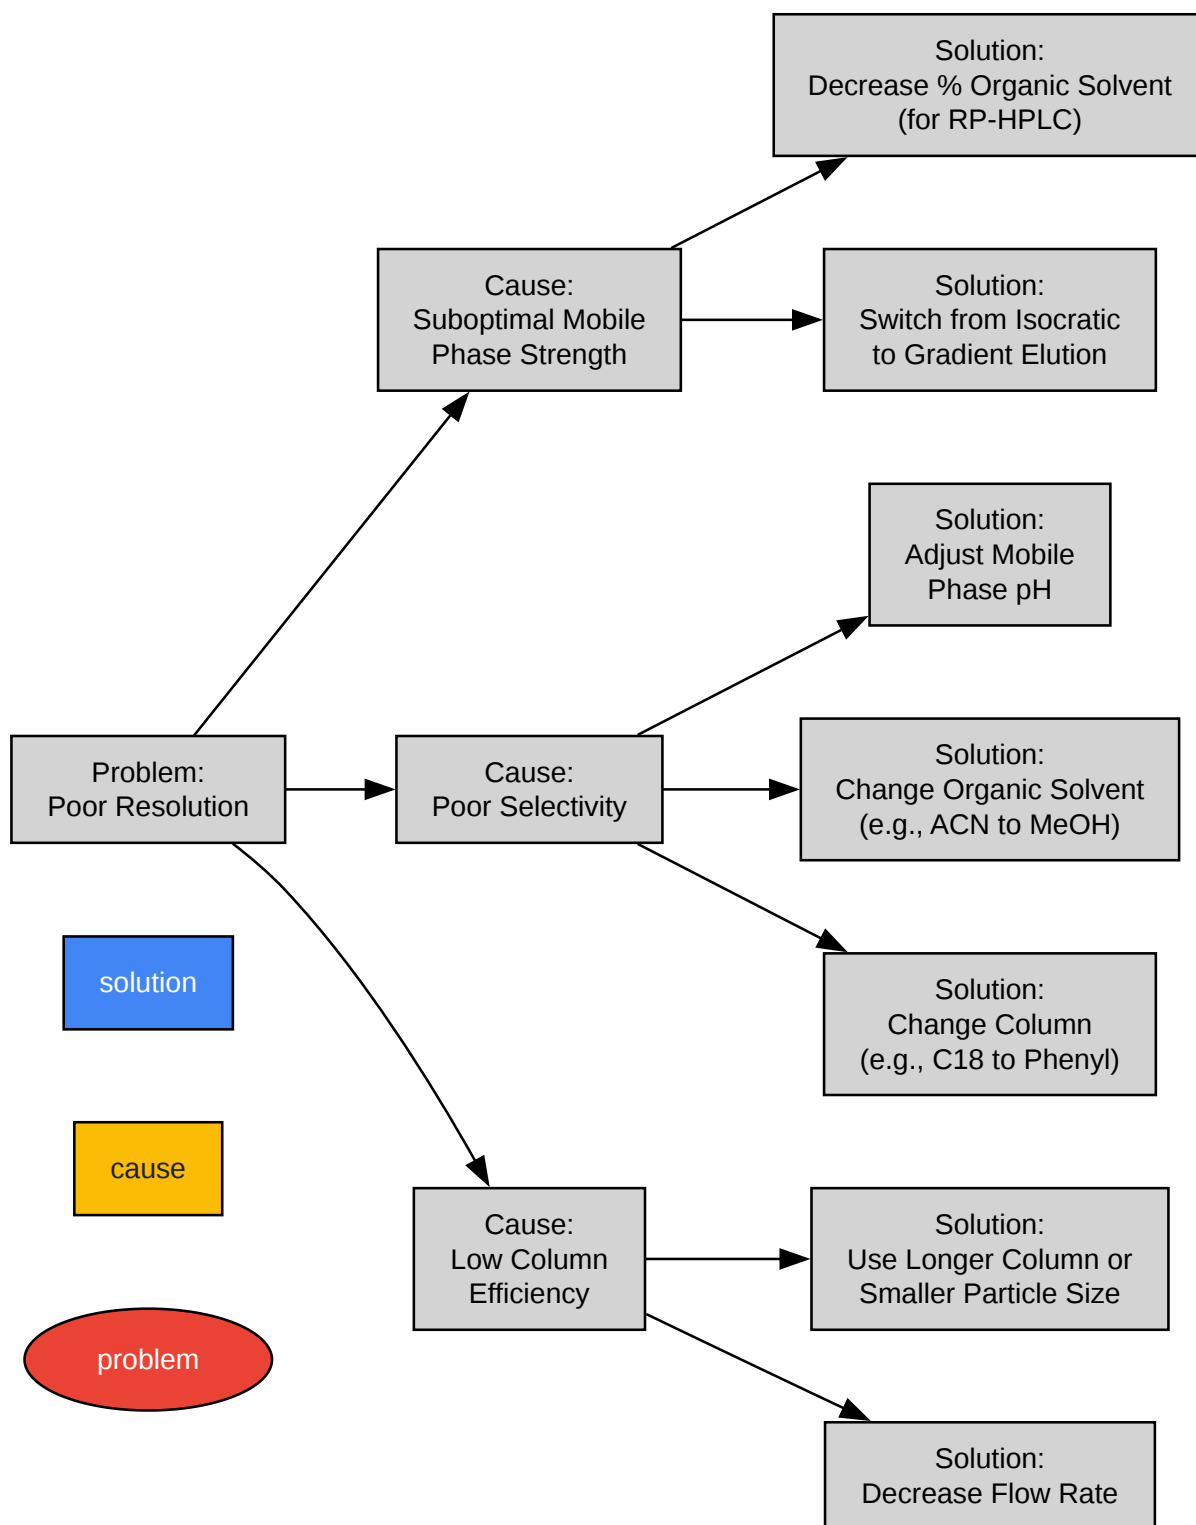 Solution:
Decrease % Organic Solvent
(for RP-HPLC)
Cause:
Suboptimal Mobile
Phase Strength
Solution:
Switch from Isocratic
to Gradient Elution
Solution:
Adjust Mobile
Phase pH
Problem:
Poor Resolution
Cause:
Poor Selectivity
Solution:
Change Organic Solvent
(e.g., ACN to MeOH)
solution
Solution:
Change Column
(e.g., C18 to Phenyl)
cause
Cause:
Low Column
Efficiency
Solution:
Use Longer Column or
Smaller Particle Size
problem
Solution:
Decrease Flow Rate